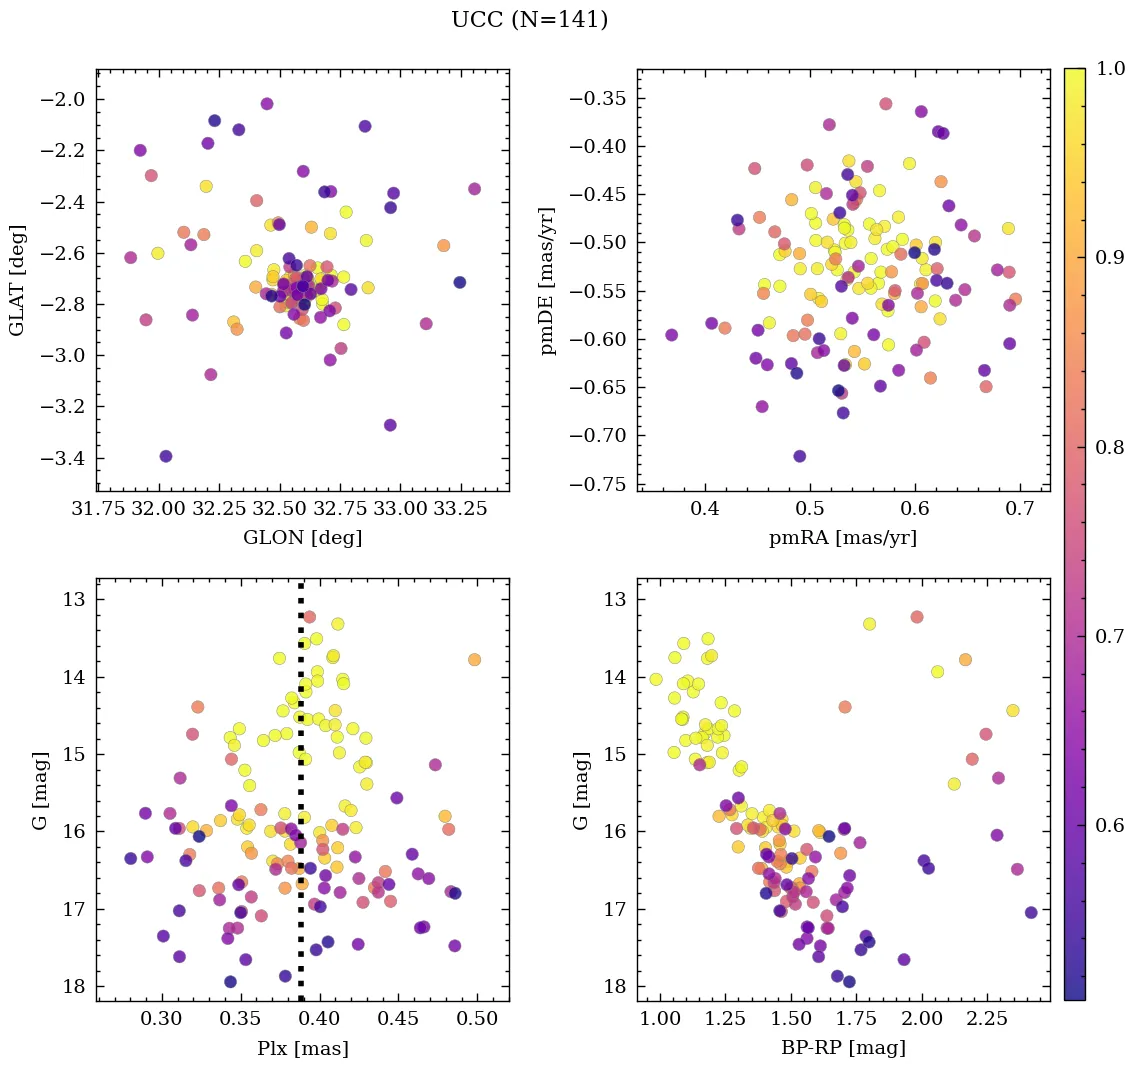 UCC (N=141)
−2.0
−2.2
−2.4
−2.6
−2.8
−3.0
−3.2
−3.4
GLAT [deg]
31.75 32.00 32.25 32.50 32.75 33.00 33.25
GLON [deg]
−0.35
−0.40
−0.45
−0.50
−0.55
−0.60
−0.65
−0.70
−0.75
pmDE [mas/yr]
0.4 0.5 0.6 0.7
pmRA [mas/yr]
13
14
15
16
17
18
G [mag]
0.30 0.35 0.40 0.45 0.50
Plx [mas]
13
14
15
16
17
18
G [mag]
1.00 1.25 1.50 1.75 2.00 2.25
BP-RP [mag]
1.0
0.9
0.8
0.7
0.6